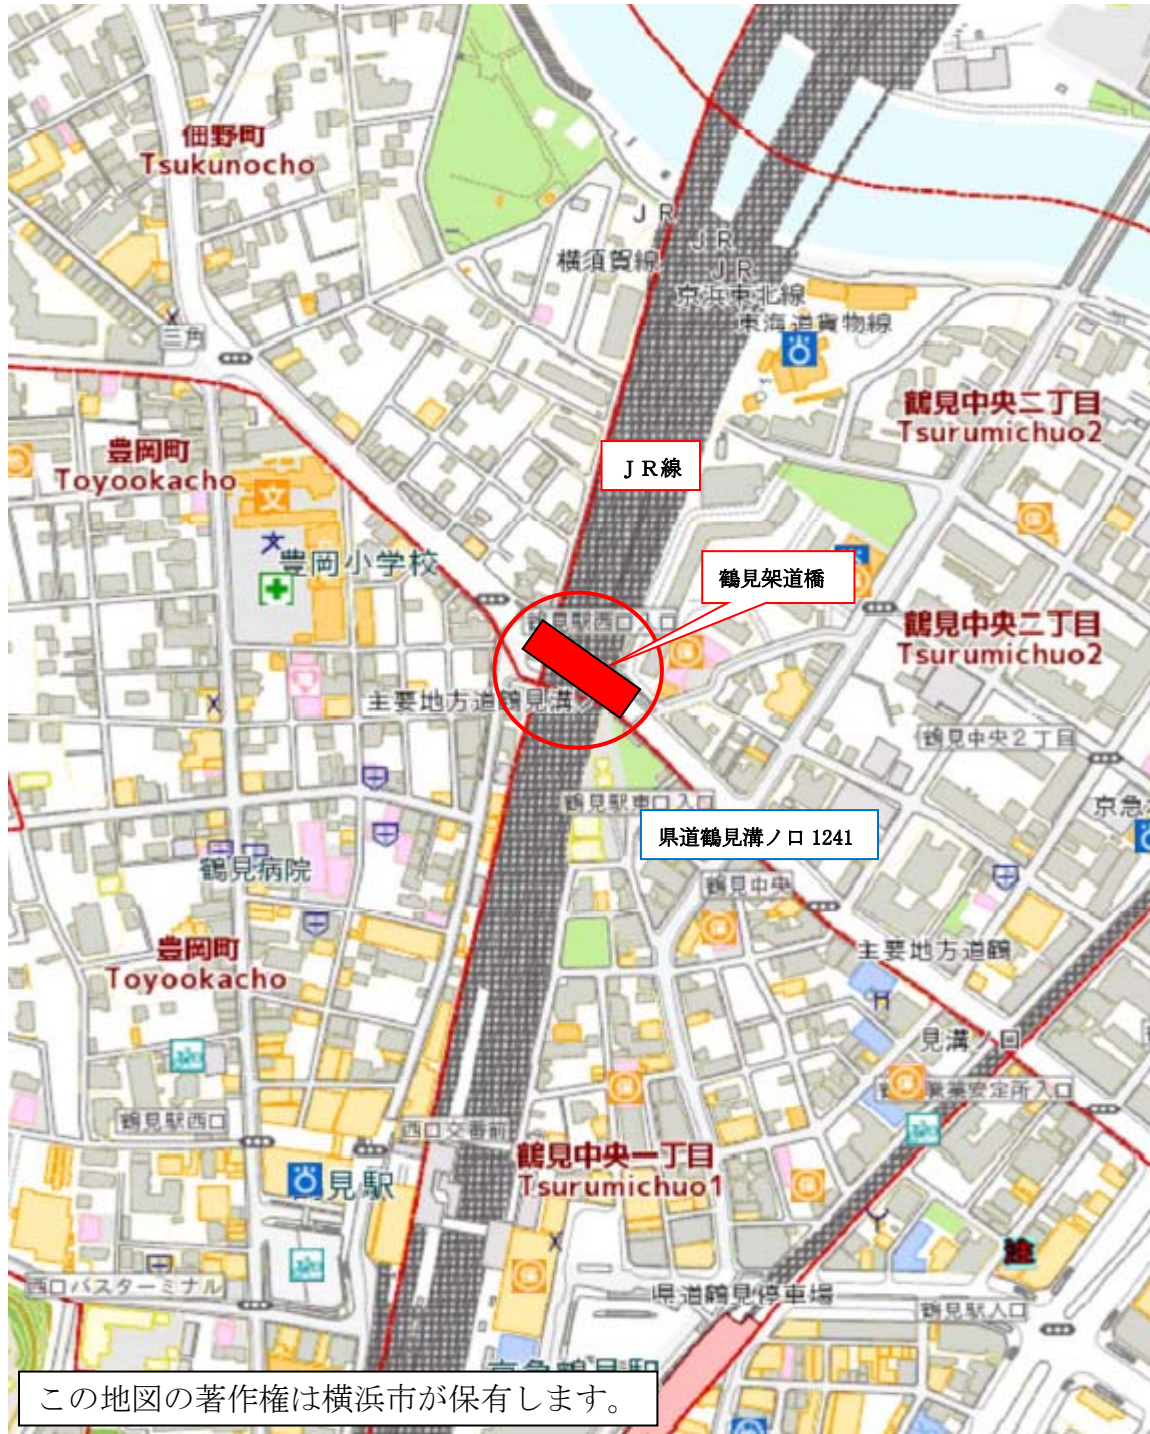 佃野町
Tsukunocho
JR
横須賀線
JR
JR
京浜東北線
東海道貨物線
三角
鶴見中央二丁目
Tsurumichuo2
豊岡町
Toyookacho
JR線
文
豊岡小学校
鶴見架道橋
鶴見駅西口入口
鶴見中央二丁目
Tsurumichuo2
主要地方道鶴見溝ノ
鶴見中央2丁目
鶴見駅東口入口
京急
県道鶴見溝ノ口 1241
鶴見病院
鶴見中央
豊岡町
Toyookacho
主要地方道鶴
見溝ノ口
業安定所入口
鶴見駅西口
西口交番前
鶴見中央一丁目
Tsurumichuo1
見駅
西口バスターミナル
県道鶴見停車場
鶴見駅入口
京急鶴見駅
この地図の著作権は横浜市が保有します。